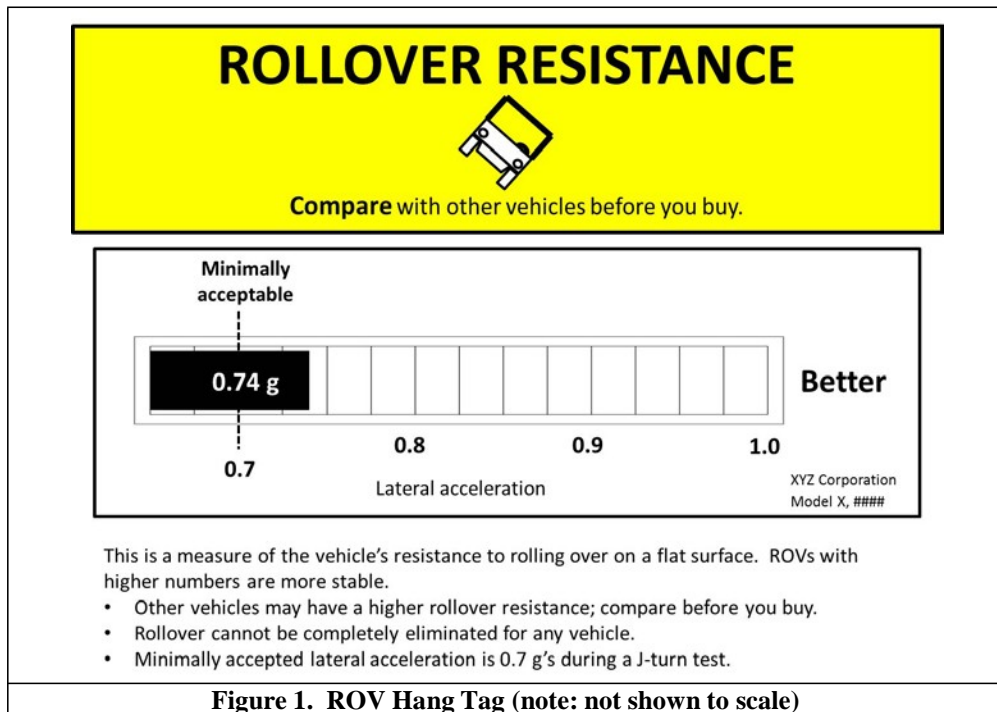 ROLLOVER RESISTANCE
Compare with other vehicles before you buy.
Minimally
acceptable
0.74 g
Better
0.7
0.8
0.9
1.0
Lateral acceleration
XYZ Corporation
Model X, ####
This is a measure of the vehicle's resistance to rolling over on a flat surface.  ROVs with
higher numbers are more stable.
• Other vehicles may have a higher rollover resistance; compare before you buy.
• Rollover cannot be completely eliminated for any vehicle.
• Minimally accepted lateral acceleration is 0.7 g's during a J-turn test.
Figure 1.  ROV Hang Tag (note: not shown to scale)